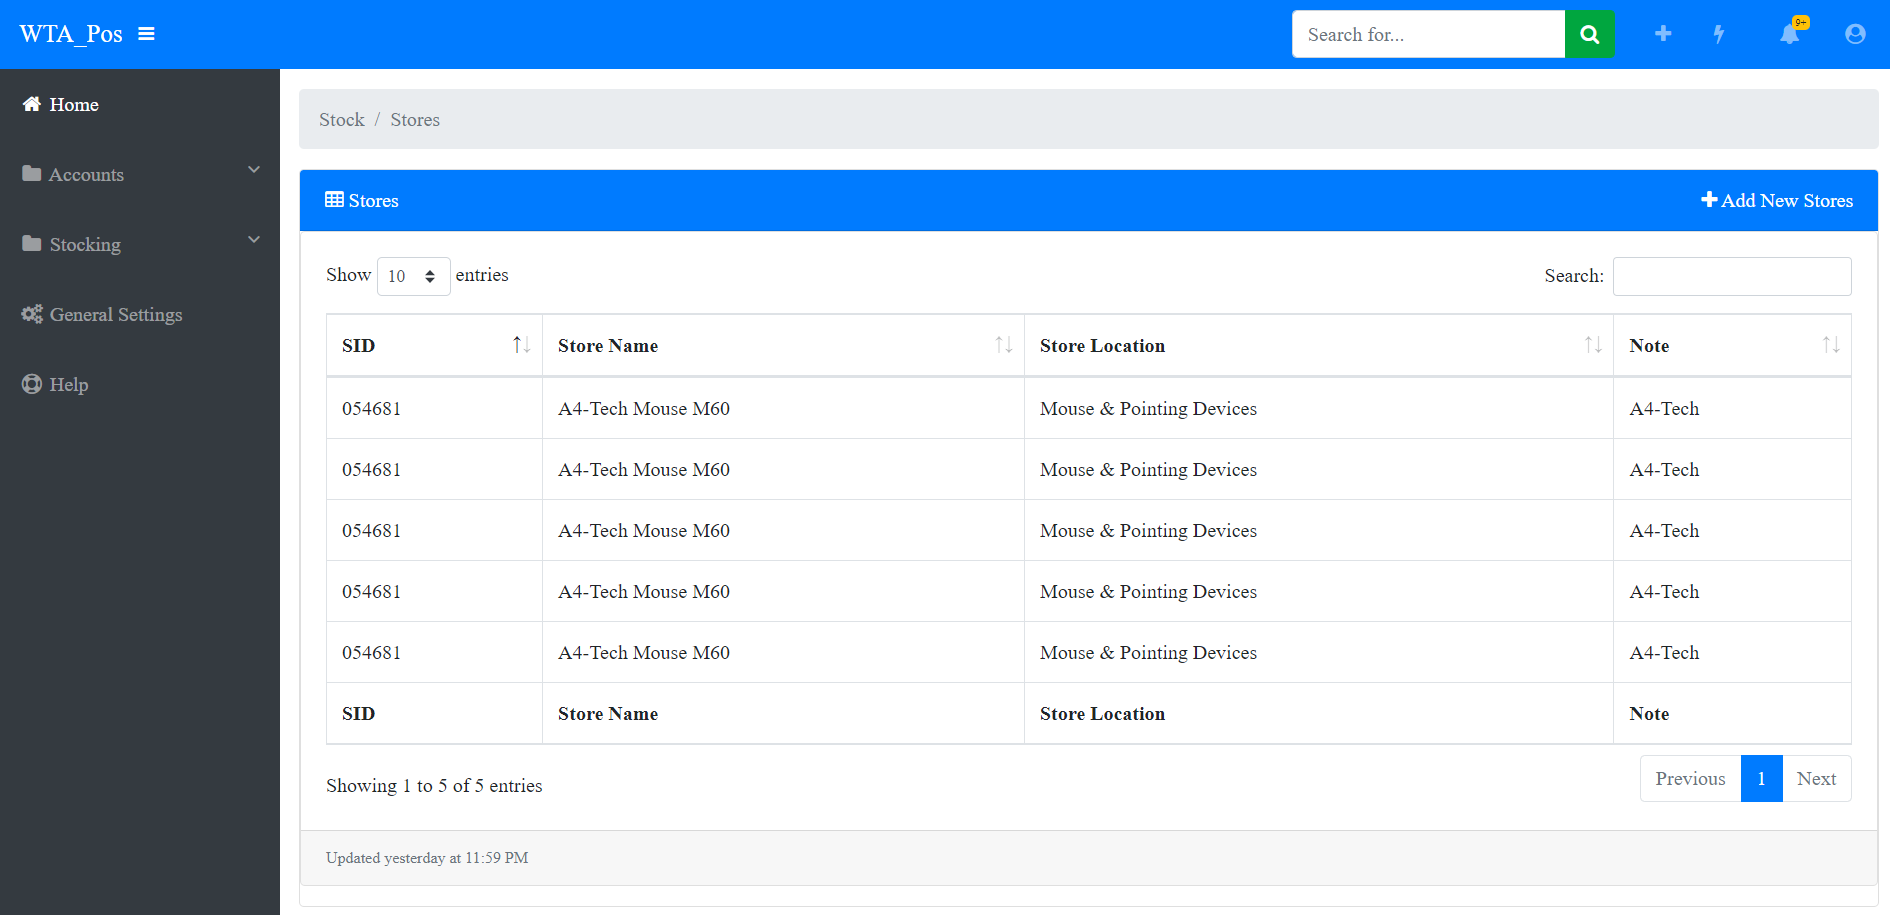 WTA_Pos
Search for...
9+
Home
Accounts
Stocking
General Settings
Help
Stock / Stores
Stores
Add New Stores
Show 10 entries
Search:
SID Store Name Store Location Note
054681 A4-Tech Mouse M60 Mouse & Pointing Devices A4-Tech
054681 A4-Tech Mouse M60 Mouse & Pointing Devices A4-Tech
054681 A4-Tech Mouse M60 Mouse & Pointing Devices A4-Tech
054681 A4-Tech Mouse M60 Mouse & Pointing Devices A4-Tech
054681 A4-Tech Mouse M60 Mouse & Pointing Devices A4-Tech
SID Store Name Store Location Note
Showing 1 to 5 of 5 entries
Previous 1 Next
Updated yesterday at 11:59 PM